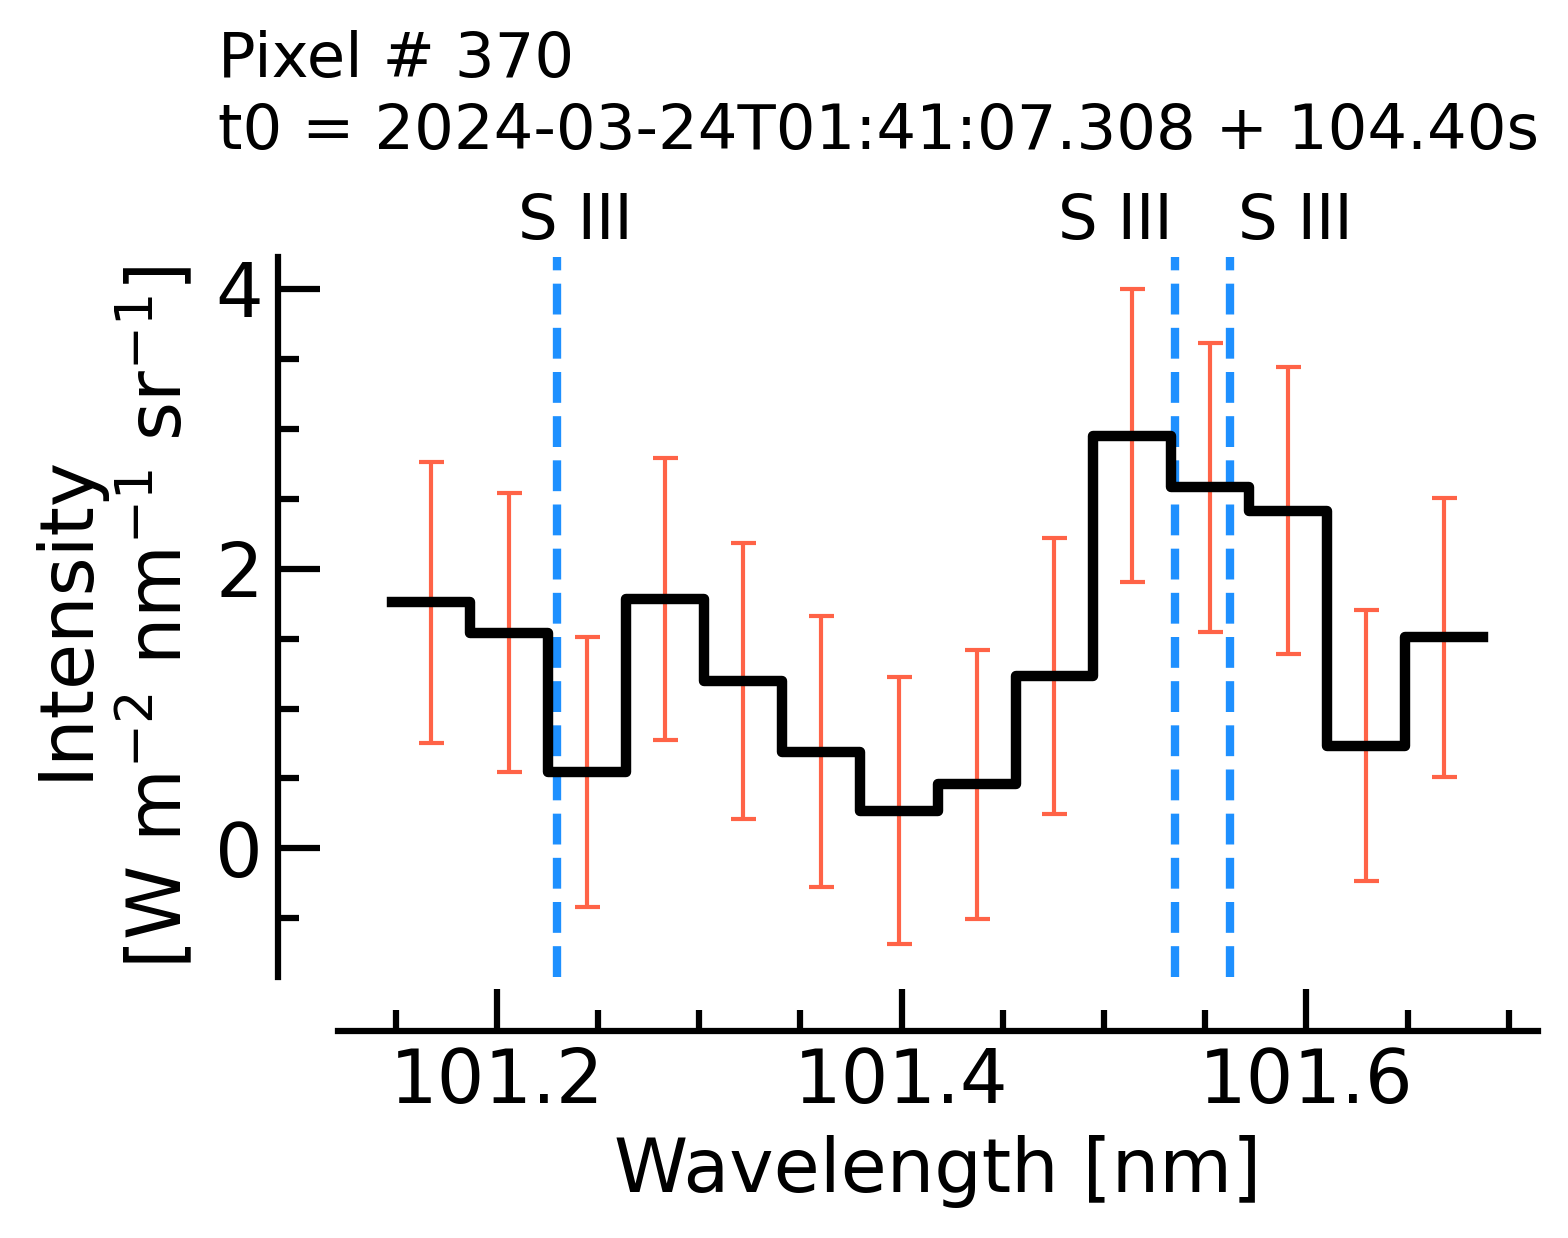 Pixel # 370
t0 = 2024-03-24T01:41:07.308 + 104.40s
S III S III S III
Intensity
[W m⁻² nm⁻¹ sr⁻¹]
4
2
0
101.2 101.4 101.6
Wavelength [nm]